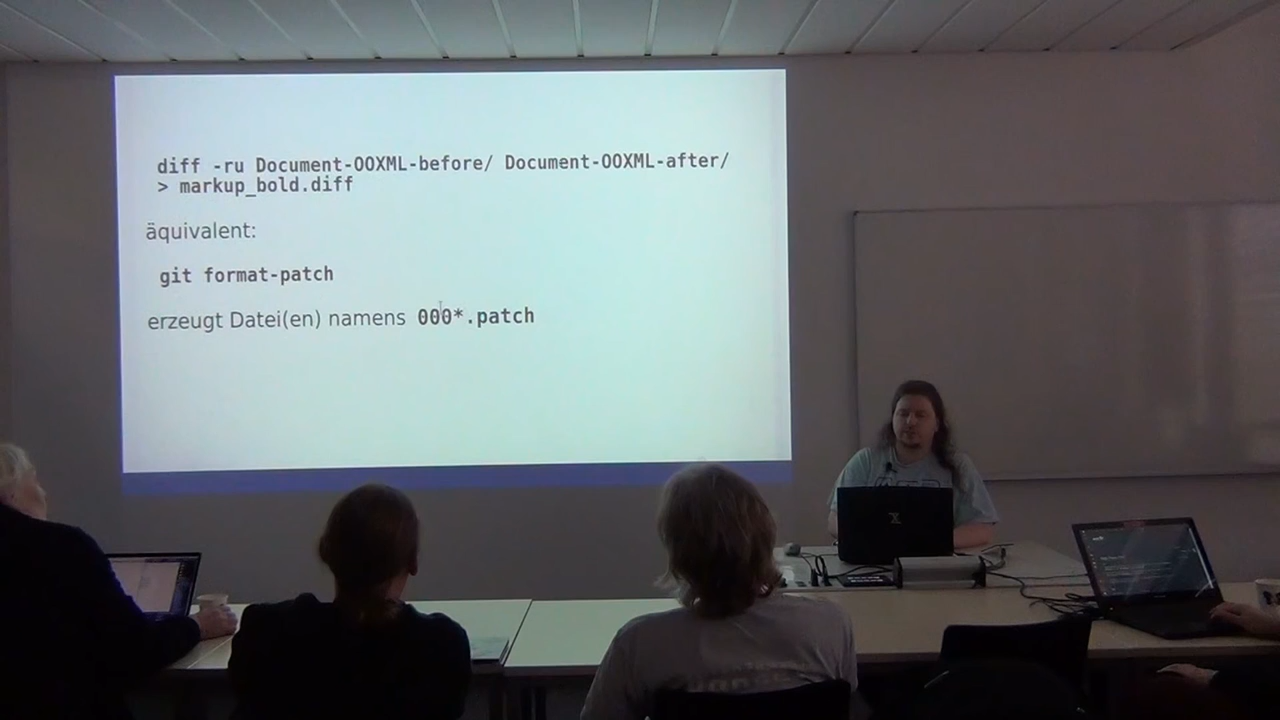 diff -ru Document-OOXML-before/ Document-OOXML-after/
> markup_bold.diff
äquivalent:
git format-patch
erzeugt Datei(en) namens 000*.patch